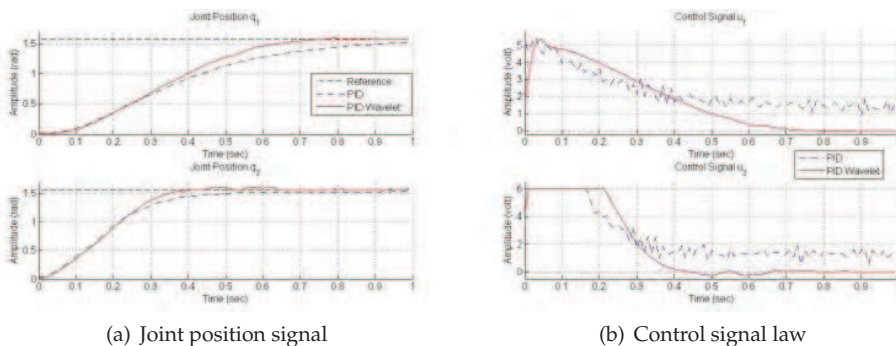 Joint Position q1
Amplitude (rad)
1.5
1
0.5
0
Reference
PID
PID Wavelet
0 0.1 0.2 0.3 0.4 0.5 0.6 0.7 0.8 0.9 1
Time (sec)
Joint Position q2
Amplitude (rad)
1.5
1
0.5
0
0 0.1 0.2 0.3 0.4 0.5 0.6 0.7 0.8 0.9 1
Time (sec)
(a) Joint position signal
Control Signal u1
Amplitude (volt)
5
4
3
2
1
0
0 0.1 0.2 0.3 0.4 0.5 0.6 0.7 0.8 0.9
Time (sec)
PID
PID Wavelet
Control Signal u2
Amplitude (volt)
6
4
2
0
0 0.1 0.2 0.3 0.4 0.5 0.6 0.7 0.8 0.9
Time (sec)
(b) Control signal law